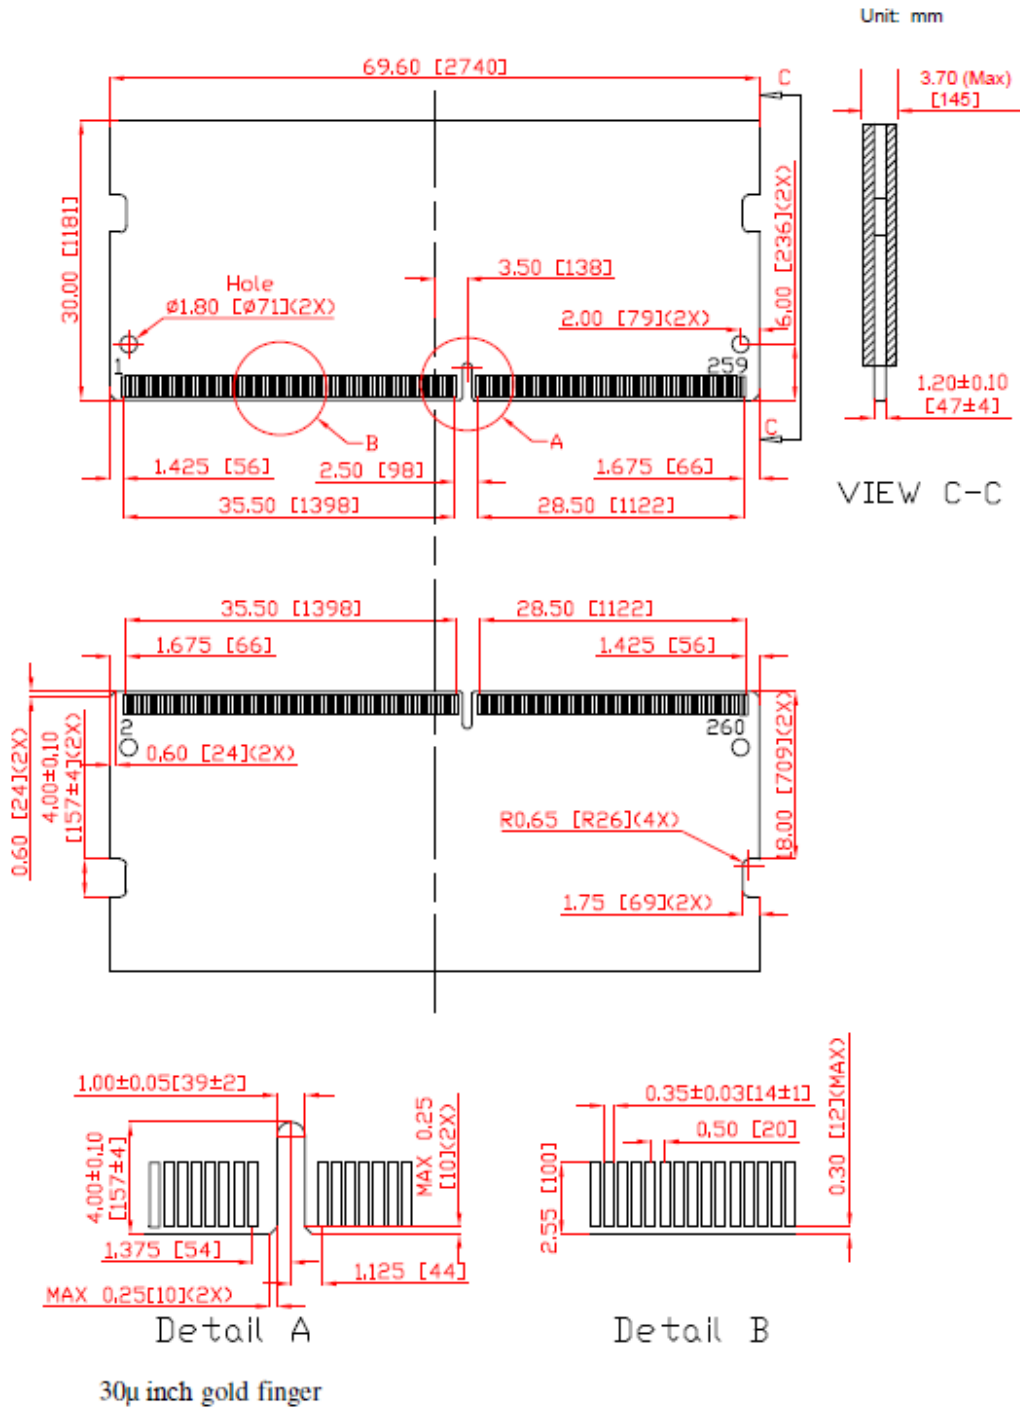 Unit: mm
69.60 [2740]
C
3.70 (Max)
[145]
30.00 [1181]
6.00 [236](2X)
3.50 [138]
Hole
ø1.80 [ø71](2X)
2.00 [79](2X)
1
259
1.20±0.10
[47±4]
B
A
C
1.425 [56]
2.50 [98]
1.675 [66]
35.50 [1398]
28.50 [1122]
VIEW C-C
35.50 [1398]
28.50 [1122]
1.675 [66]
1.425 [56]
2
260
0.60 [24](2X)
0.60 [24](2X)
4.00±0.10
[157±4](2X)
18.00 [709](2X)
R0.65 [R26](4X)
1.75 [69](2X)
1.00±0.05[39±2]
4.00±0.10
[157±4]
MAX 0.25
[10](2X)
1.375 [54]
1.125 [44]
MAX 0.25[10](2X)
Detail A
0.35±0.03[14±1]
0.50 [20]
2.55 [100]
0.30 [12](MAX)
Detail B
30µ inch gold finger